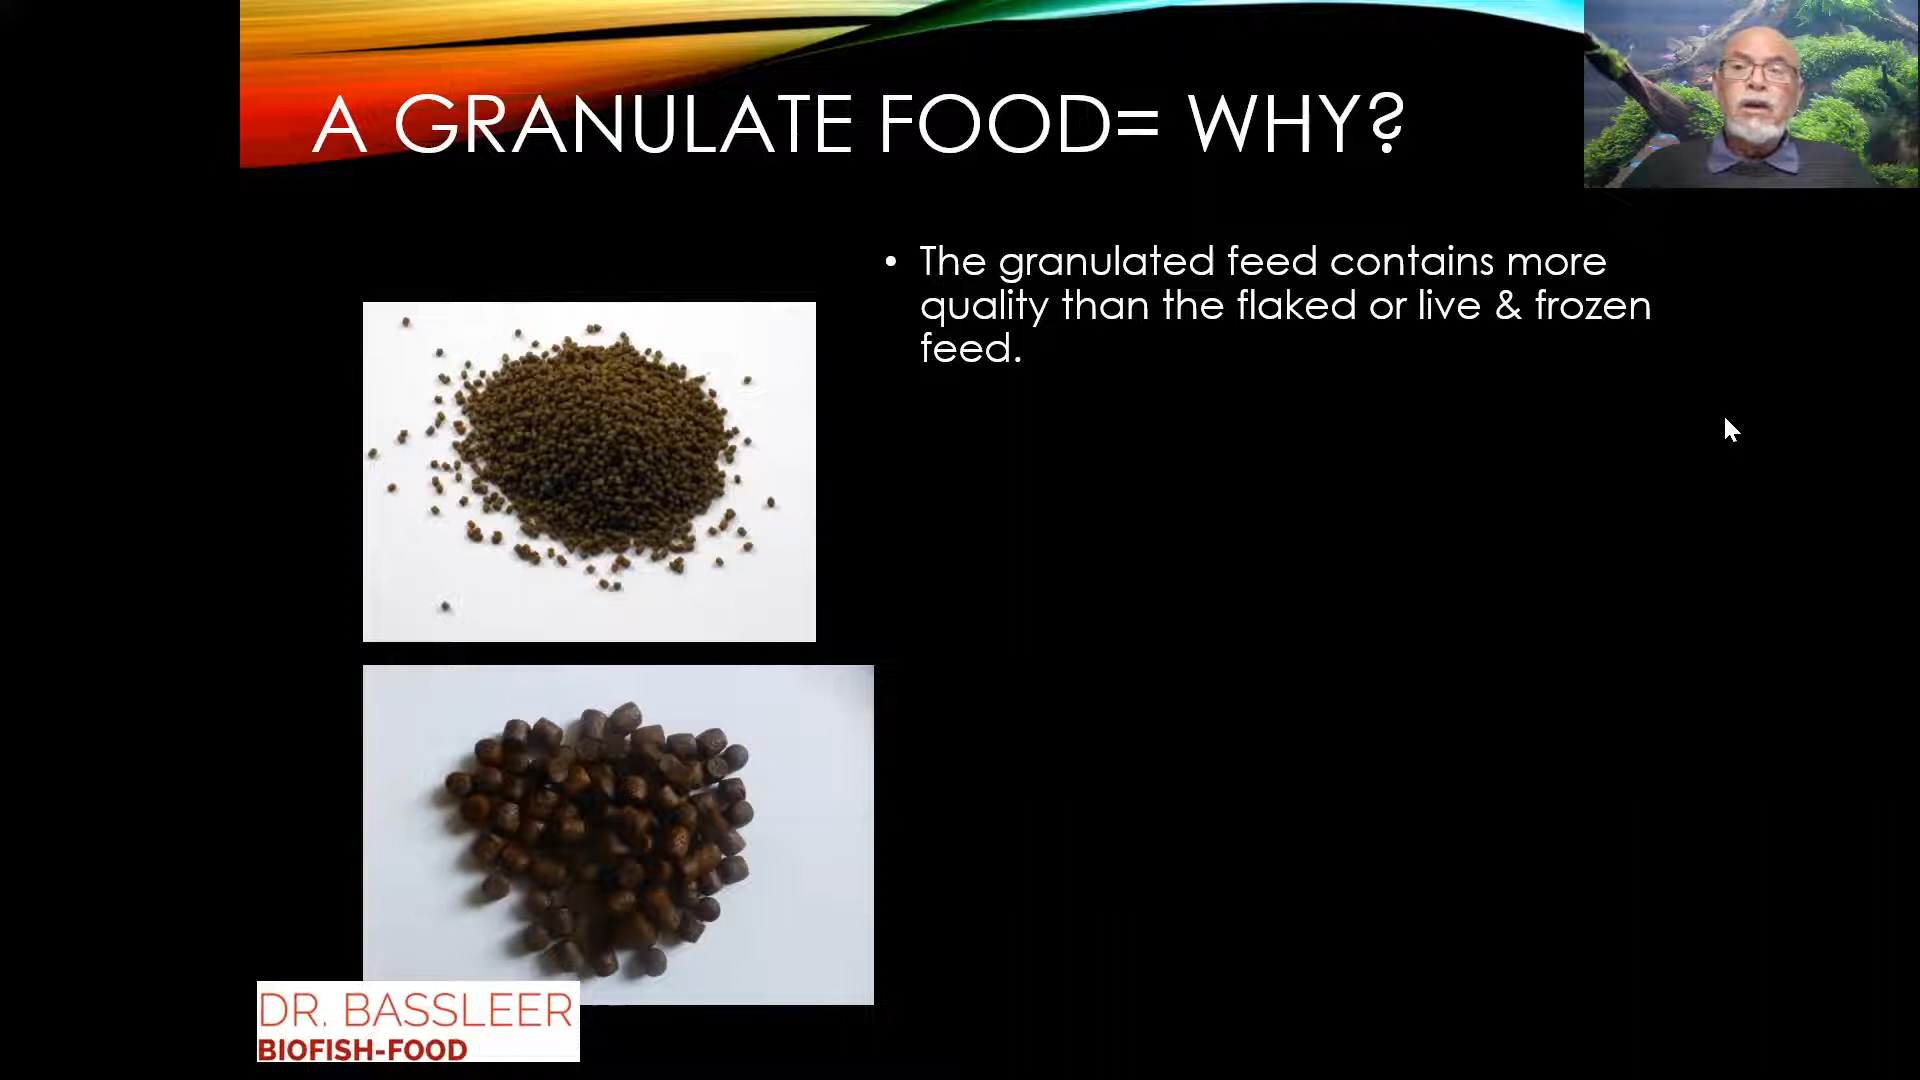 A GRANULATE FOOD= WHY?
• The granulated feed contains more
quality than the flaked or live & frozen
feed.
DR. BASSLEER
BIOFISH-FOOD